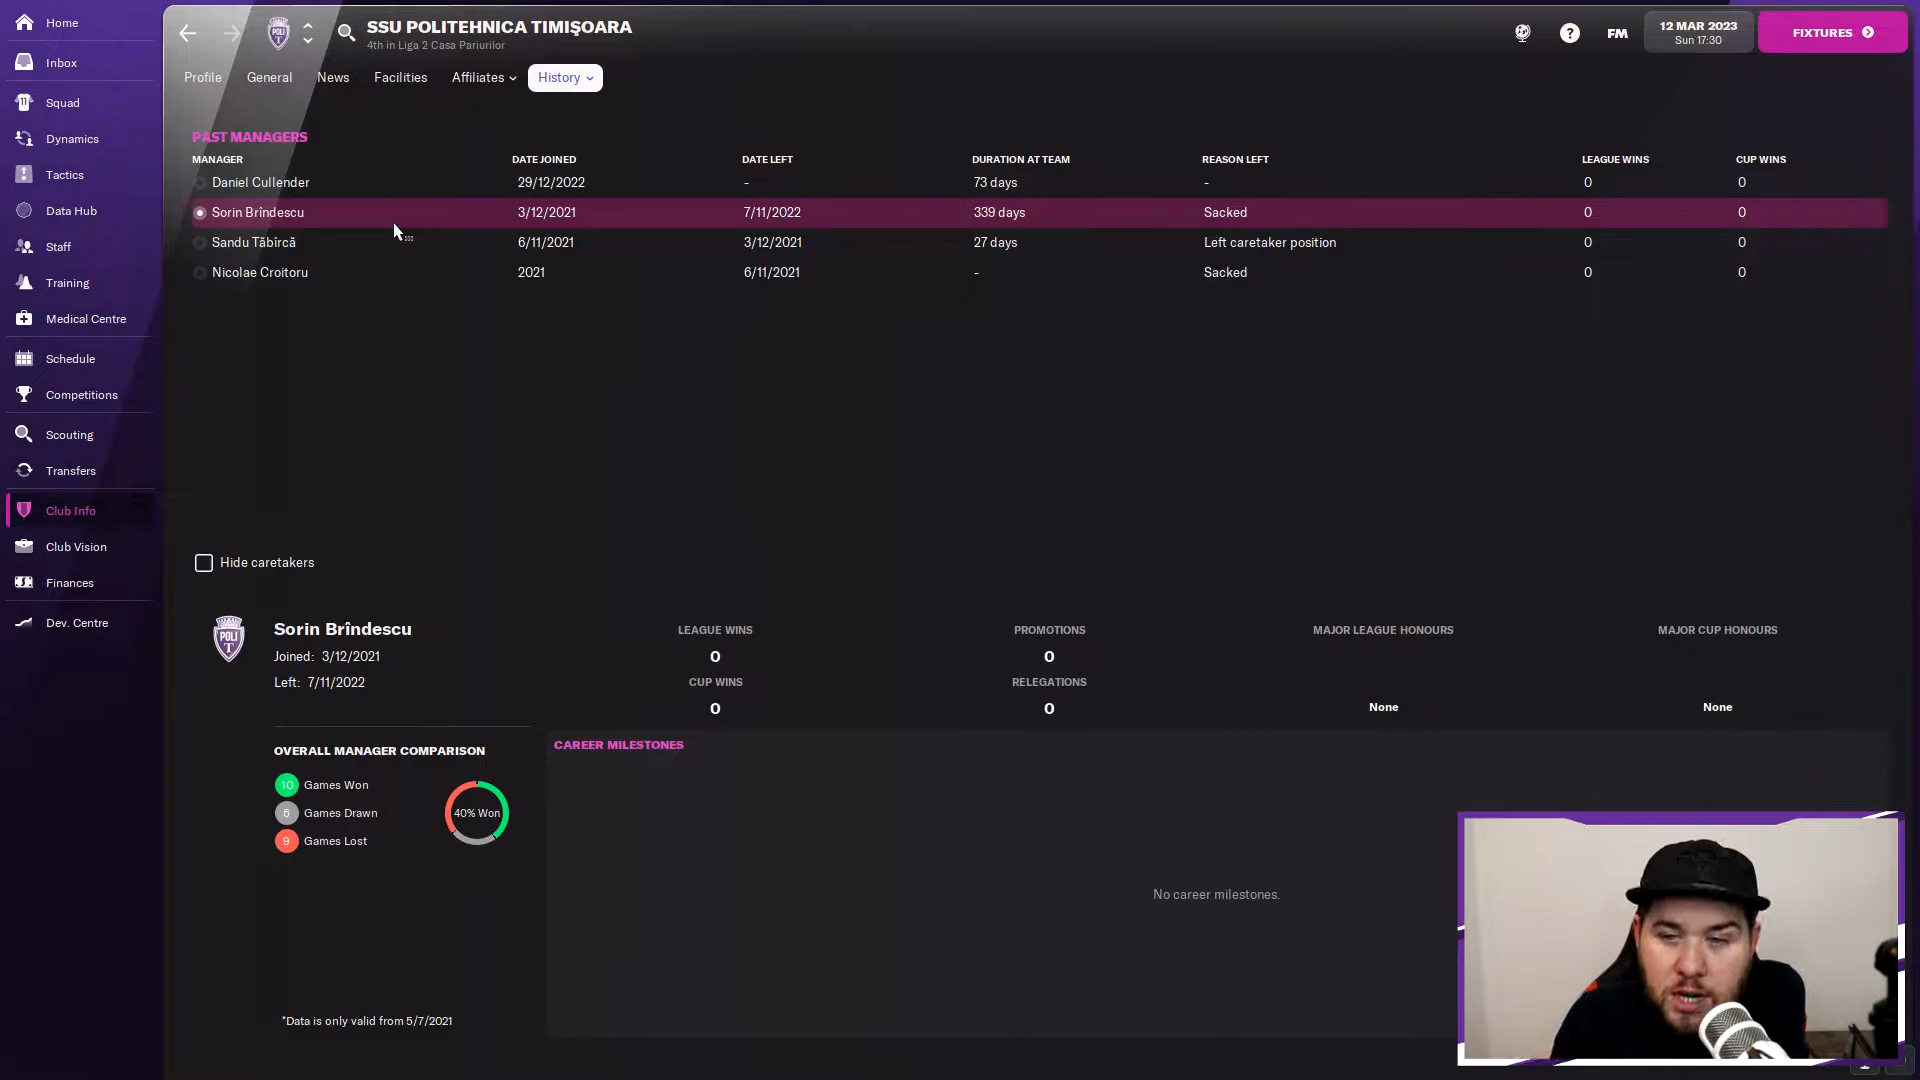 Home
Inbox
Squad
Dynamics
Tactics
Data Hub
Staff
Training
Medical Centre
Schedule
Competitions
Scouting
Transfers
Club Info
Club Vision
Finances
Dev. Centre
POLI
SSU POLITEHNICA TIMIŞOARA
4th in Liga 2 Casa Pariurilor
? FM
12 MAR 2023
Sun 17:30
FIXTURES
Profile General News Facilities Affiliates History
PAST MANAGERS
MANAGER DATE JOINED DATE LEFT DURATION AT TEAM REASON LEFT LEAGUE WINS CUP WINS
Daniel Cullender 29/12/2022 - 73 days - 0 0
Sorin Brîndescu 3/12/2021 7/11/2022 339 days Sacked 0 0
Sandu Tăbîrcă 6/11/2021 3/12/2021 27 days Left caretaker position 0 0
Nicolae Croitoru 2021 6/11/2021 - Sacked 0 0
Hide caretakers
POLI
T
Sorin Brîndescu
Joined: 3/12/2021
Left: 7/11/2022
LEAGUE WINS
0
CUP WINS
0
PROMOTIONS
0
RELEGATIONS
0
MAJOR LEAGUE HONOURS
None
MAJOR CUP HONOURS
None
OVERALL MANAGER COMPARISON
10 Games Won
6 Games Drawn
9 Games Lost
40% Won
*Data is only valid from 5/7/2021
CAREER MILESTONES
No career milestones.